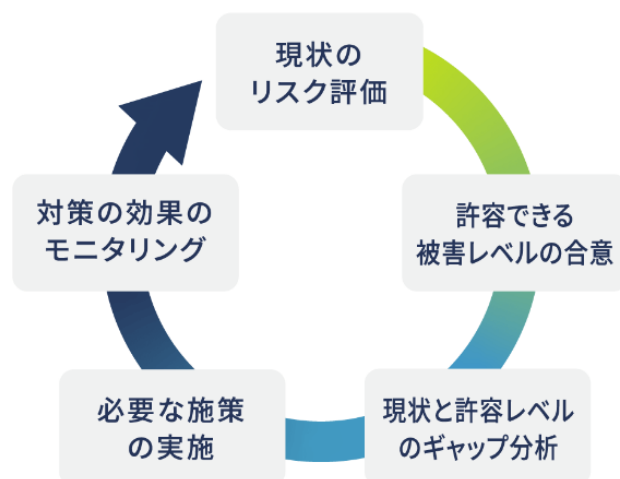 現状の
リスク評価
許容できる
被害レベルの合意
現状と許容レベル
のギャップ分析
必要な施策
の実施
対策の効果の
モニタリング